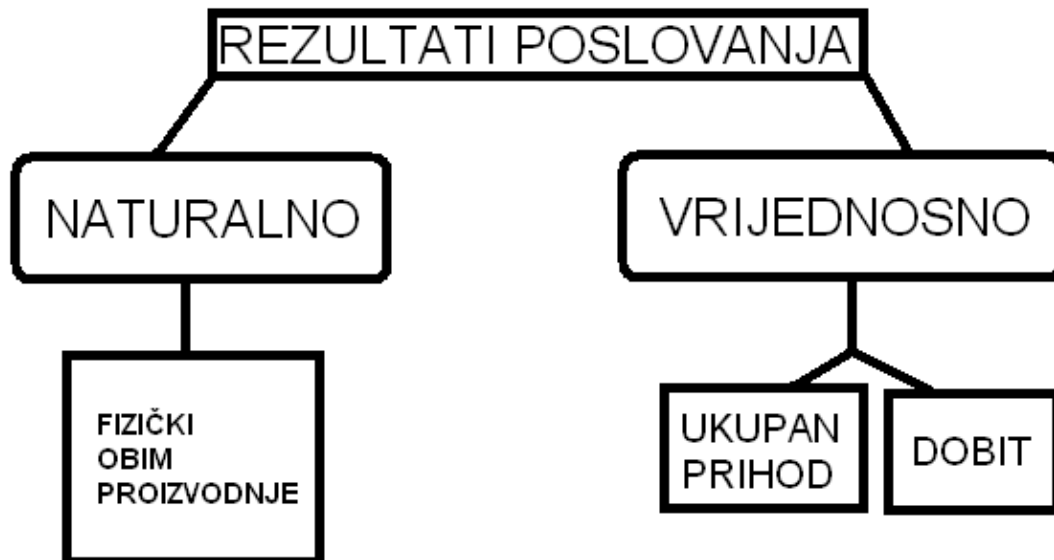 REZULTATI POSLOVANJA
NATURALNO
VRIJEDNOSNO
FIZIČKI
OBIM
PROIZVODNJE
UKUPAN
PRIHOD
DOBIT